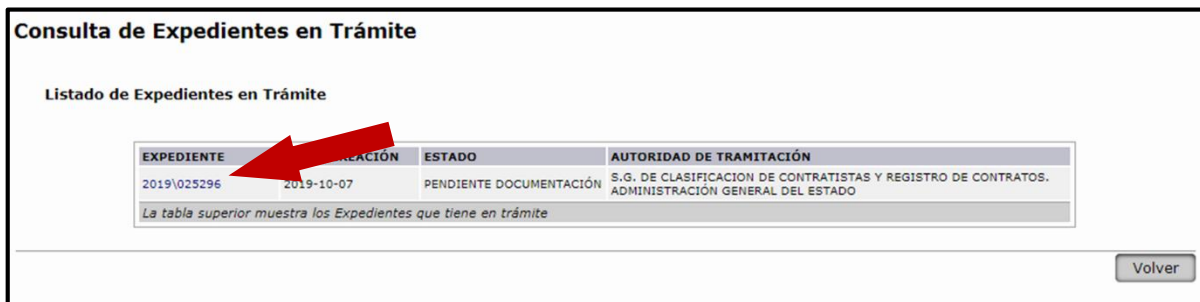 Consulta de Expedientes en Trámite
Listado de Expedientes en Trámite
EXPEDIENTE ESTADO AUTORIDAD DE TRAMITACIÓN
2019\025296 2019-10-07 PENDIENTE DOCUMENTACIÓN S.G. DE CLASIFICACION DE CONTRATISTAS Y REGISTRO DE CONTRATOS.
ADMINISTRACIÓN GENERAL DEL ESTADO
La tabla superior muestra los Expedientes que tiene en trámite
Volver